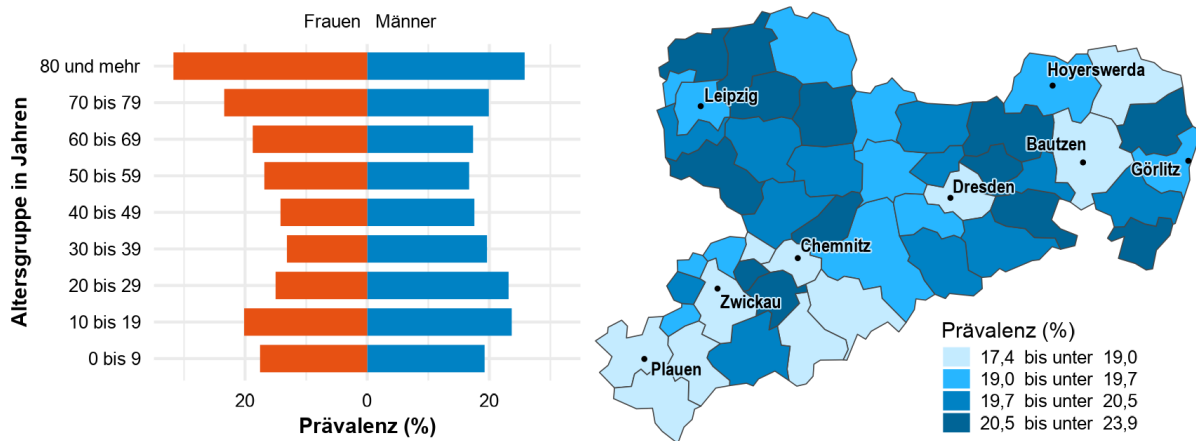 Frauen Männer
Altersgruppe in Jahren
80 und mehr
70 bis 79
60 bis 69
50 bis 59
40 bis 49
30 bis 39
20 bis 29
10 bis 19
0 bis 9
20 0 20
Prävalenz (%)
Hoyerswerda
Leipzig
Bautzen
Görlitz
Dresden
Chemnitz
Zwickau
Plauen
Prävalenz (%)
17,4 bis unter 19,0
19,0 bis unter 19,7
19,7 bis unter 20,5
20,5 bis unter 23,9